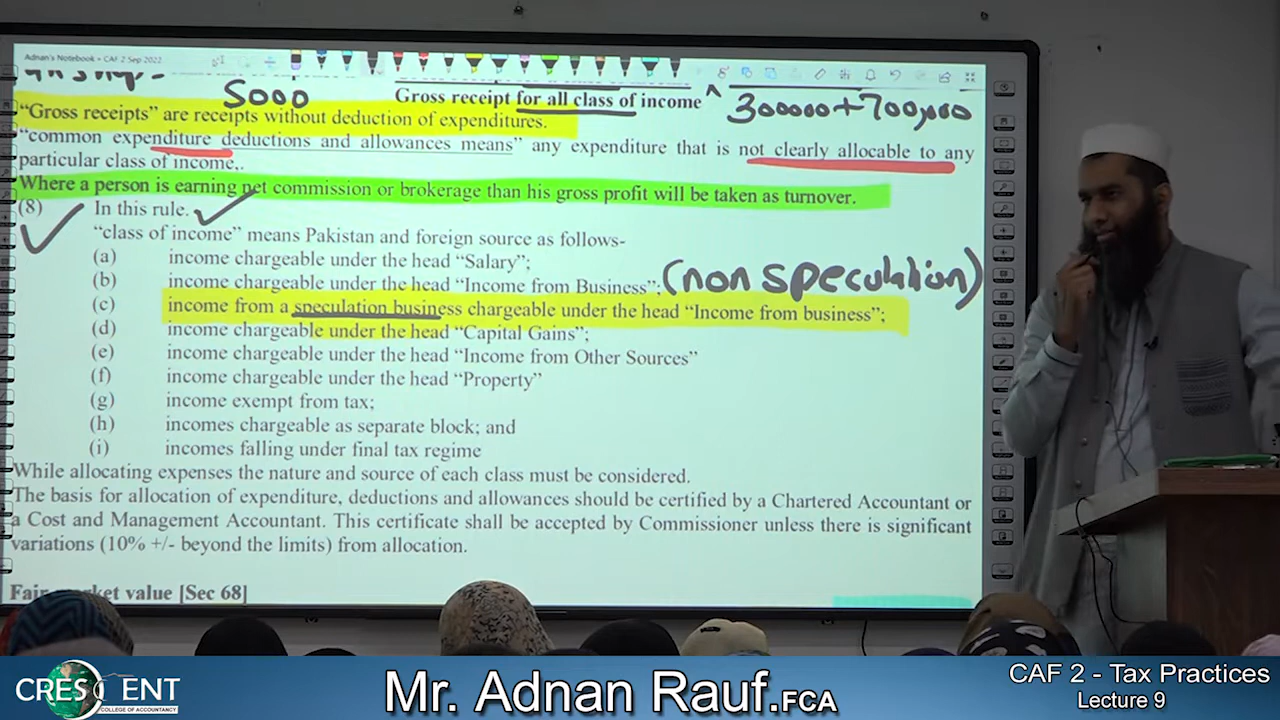 Adnan's Notebook • CAF 2 Sep 2022
5000
Gross receipt for all class of income
300000+700,000
"Gross receipts" are receipts without deduction of expenditures.
"common expenditure deductions and allowances means" any expenditure that is not clearly allocable to any
particular class of income,.
Where a person is earning net commission or brokerage than his gross profit will be taken as turnover.
(8) In this rule.
"class of income" means Pakistan and foreign source as follows-
(a) income chargeable under the head "Salary";
(b) income chargeable under the head "Income from Business"; (non speculation)
(c) income from a speculation business chargeable under the head "Income from business";
(d) income chargeable under the head "Capital Gains";
(e) income chargeable under the head "Income from Other Sources"
(f) income chargeable under the head "Property"
(g) income exempt from tax;
(h) incomes chargeable as separate block; and
(i) incomes falling under final tax regime
While allocating expenses the nature and source of each class must be considered.
The basis for allocation of expenditure, deductions and allowances should be certified by a Chartered Accountant or
a Cost and Management Accountant. This certificate shall be accepted by Commissioner unless there is significant
variations (10% +/- beyond the limits) from allocation.
Fair market value [Sec 68]
CRESCENT
COLLEGE OF ACCOUNTANCY
Mr. Adnan Rauf.FCA
CAF 2 - Tax Practices
Lecture 9